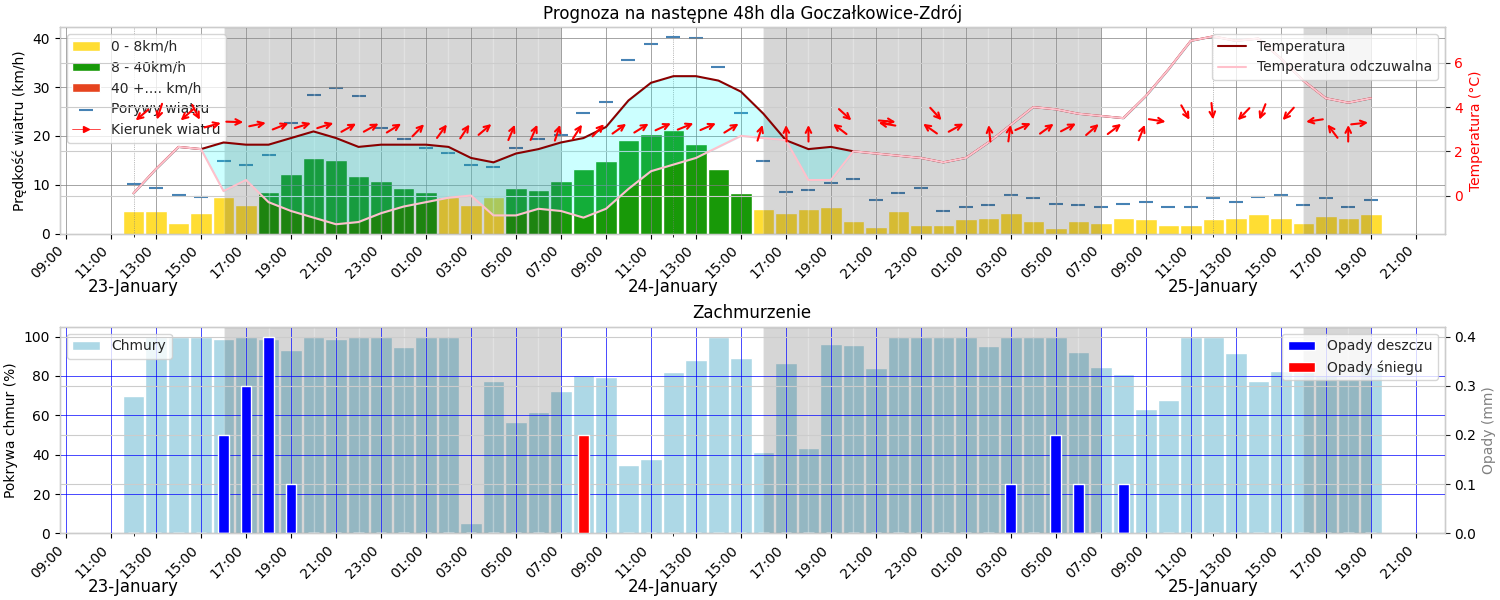 Prognoza na następne 48h dla Goczałkowice-Zdrój
Prędkość wiatru (km/h)
40
30
20
10
0
0 - 8km/h
8 - 40km/h
40 +.... km/h
Porywy wiatru
Kierunek wiatru
Temperatura
Temperatura odczuwalna
6
4
2
0
Temperatura (°C)
09:00 11:00 13:00 15:00 17:00 19:00 21:00 23:00 01:00 03:00 05:00 07:00 09:00 11:00 13:00 15:00 17:00 19:00 21:00 23:00 01:00 03:00 05:00 07:00 09:00 11:00 13:00 15:00 17:00 19:00 21:00
23-January 24-January 25-January
Zachmurzenie
Pokrywa chmur (%)
100
80
60
40
20
0
Chmury
Opady deszczu
Opady śniegu
0.4
0.3
0.2
0.1
0.0
Opady (mm)
09:00 11:00 13:00 15:00 17:00 19:00 21:00 23:00 01:00 03:00 05:00 07:00 09:00 11:00 13:00 15:00 17:00 19:00 21:00 23:00 01:00 03:00 05:00 07:00 09:00 11:00 13:00 15:00 17:00 19:00 21:00
23-January 24-January 25-January